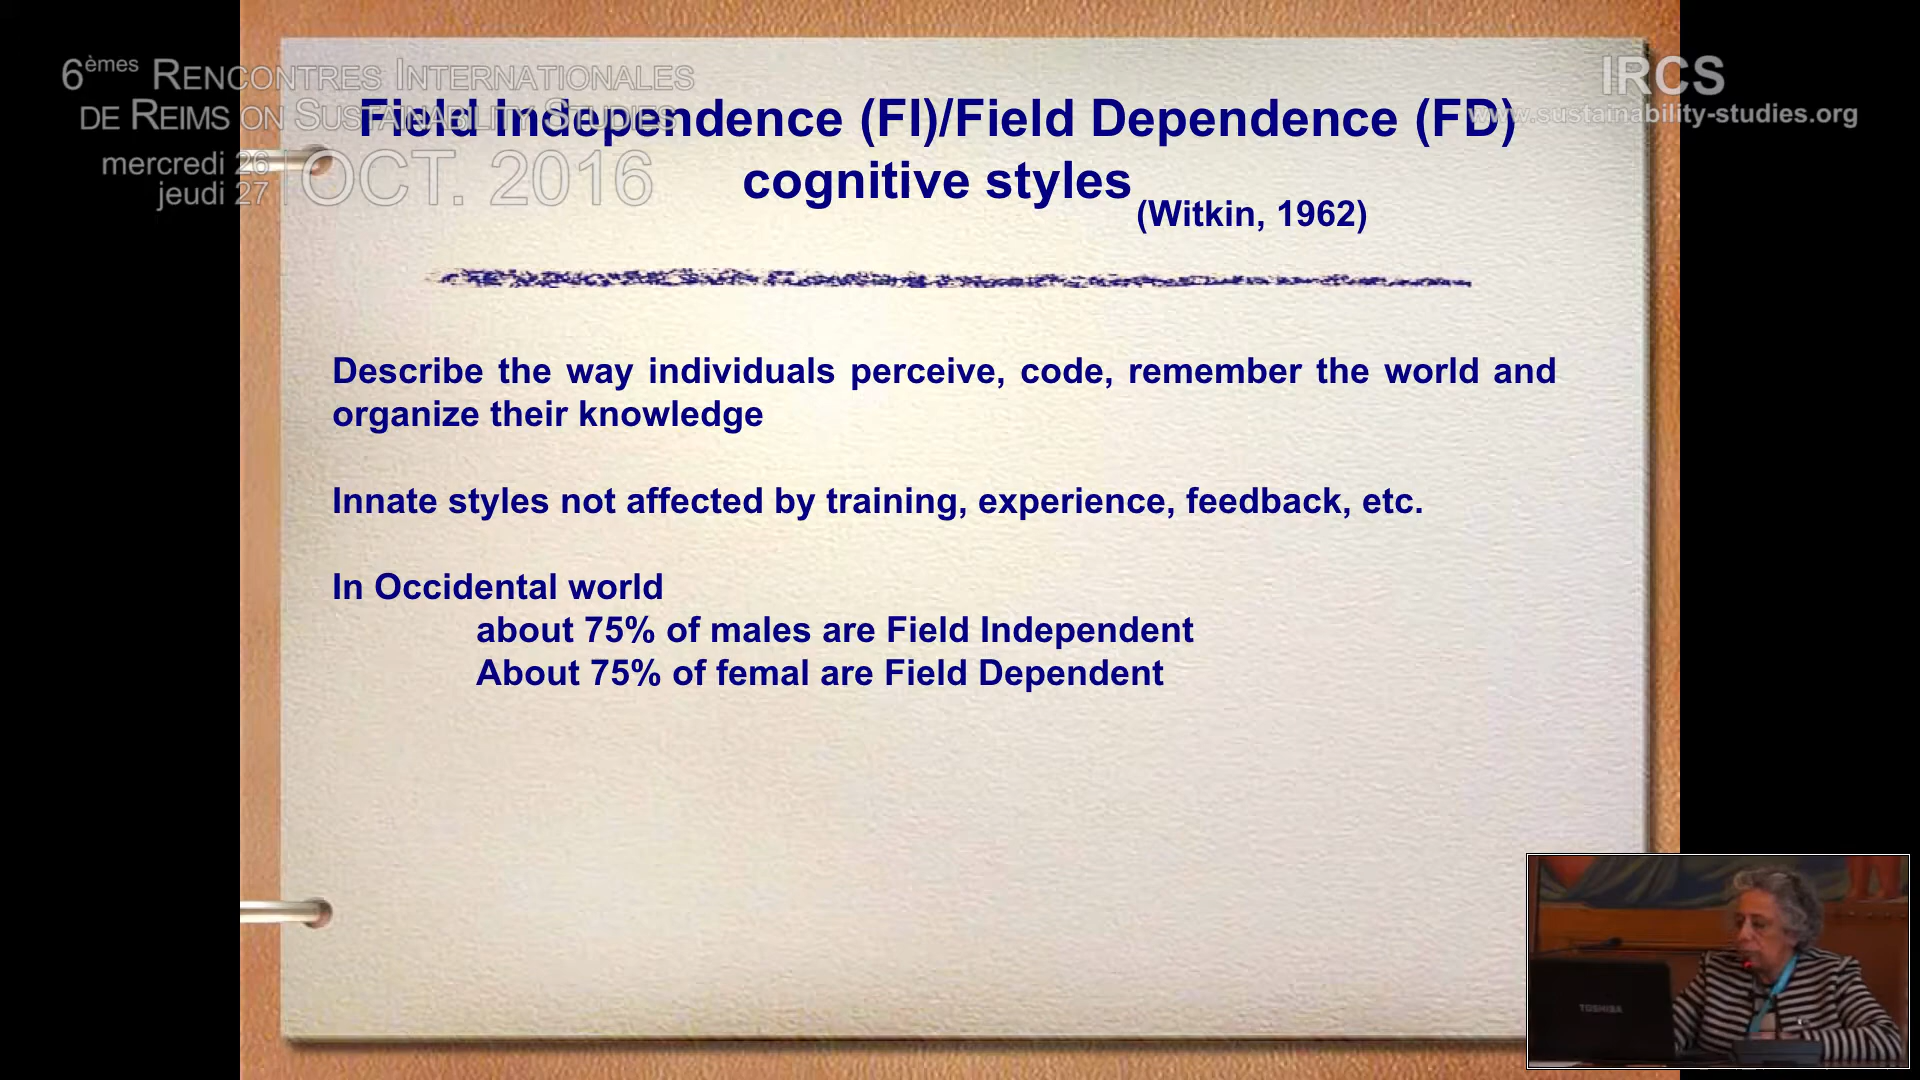 6èmes RENCONTRES INTERNATIONALES
DE REIMS ON SUSTAINABILITY STUDIES
mercredi 26
jeudi 27
OCT. 2016
IRCS
www.sustainability-studies.org
Field Independence (FI)/Field Dependence (FD)
cognitive styles (Witkin, 1962)
Describe the way individuals perceive, code, remember the world and
organize their knowledge
Innate styles not affected by training, experience, feedback, etc.
In Occidental world
about 75% of males are Field Independent
About 75% of femal are Field Dependent
TOSHIBA